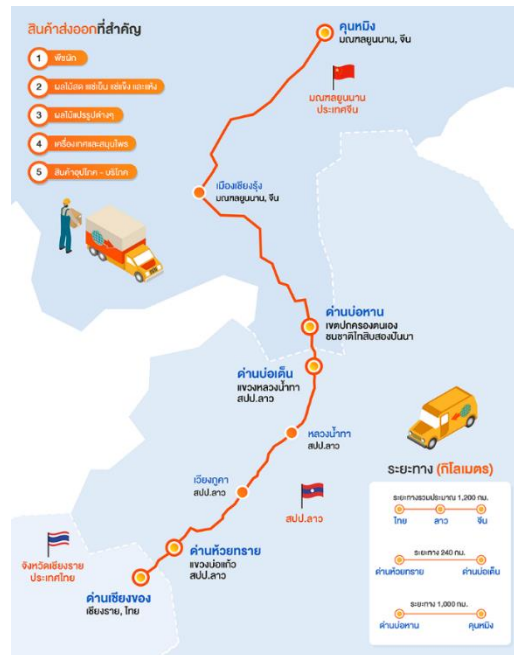 สินค้าส่งออกที่สำคัญ
1 พืชผัก
2 ผลไม้สด แช่เย็น แช่แข็ง และแห้ง
3 ผลไม้แปรรูปต่างๆ
4 เครื่องเทศและสมุนไพร
5 สินค้าอุปโภค - บริโภค
คุนหมิง
มณฑลยูนนาน, จีน
มณฑลยูนนาน
ประเทศจีน
เมืองเชียงรุ้ง
มณฑลยูนนาน, จีน
ด่านบ่อหาน
เขตปกครองตนเอง
ชนชาติไทสิบสองปันนา
ด่านบ่อเต็น
แขวงหลวงน้ำทา
สปป.ลาว
หลวงน้ำทา
สปป.ลาว
เวียงภูคา
สปป.ลาว
สปป.ลาว
ด่านห้วยทราย
แขวงบ่อแก้ว
สปป.ลาว
จังหวัดเชียงราย
ประเทศไทย
ด่านเชียงของ
เชียงราย, ไทย
ระยะทาง (กิโลเมตร)
ระยะทางรวมประมาณ 1,200 กม.
ไทย ลาว จีน
ระยะทาง 240 กม.
ด่านห้วยทราย ด่านบ่อเต็น
ระยะทาง 1,000 กม.
ด่านบ่อหาน คุนหมิง